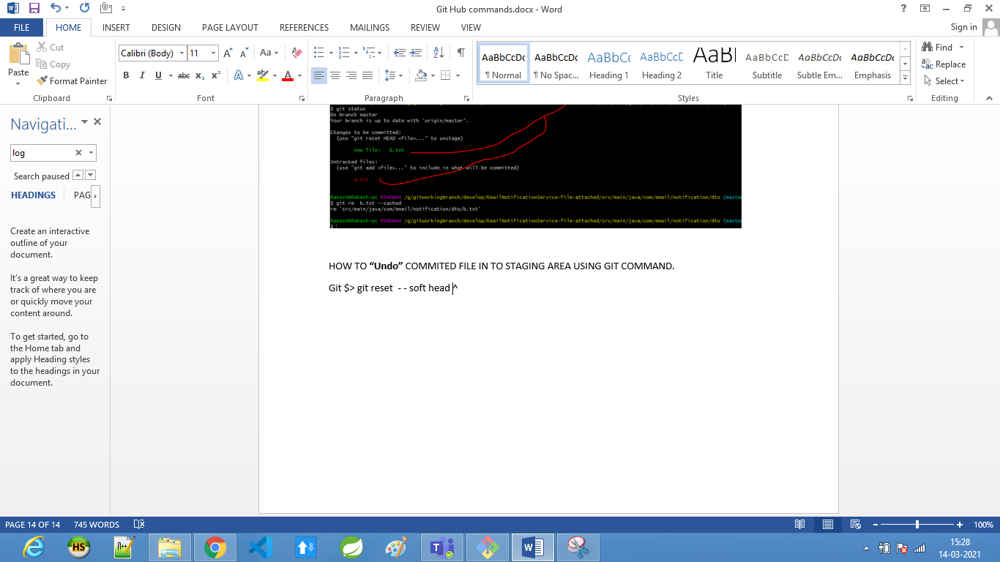 Git Hub commands.docx - Word
FILE HOME INSERT DESIGN PAGE LAYOUT REFERENCES MAILINGS REVIEW VIEW Sign in
Paste
Cut
Copy
Format Painter
Calibri (Body) 11
AaBbCcDc AaBbCcDc AaBbCc AaBbCcC AaBl AaBbCcD AaBbCcDc AaBbCcDc
¶ Normal ¶ No Spac... Heading 1 Heading 2 Title Subtitle Subtle Em... Emphasis
Find
Replace
Select
Clipboard Font Paragraph Styles Editing
Navigati...
log
Search paused
HEADINGS PAG
Create an interactive
outline of your
document.
It's a great way to keep
track of where you are
or quickly move your
content around.
To get started, go to
the Home tab and
apply Heading styles
to the headings in your
document.
$ git status
On branch master
Your branch is up to date with 'origin/master'.
Changes to be committed:
(use "git reset HEAD <file>..." to unstage)
new file: b.txt
Untracked files:
(use "git add <file>..." to include in what will be committed)
a.txt
Rakesh@Rakesh-pc MINGW64 /g/gitworkingbranch/develop/EmailNotificationService-file-attached/src/main/java/com/email/notification/dto (maste
$ git rm b.txt --cached
rm 'src/main/java/com/email/notification/dto/b.txt'
Rakesh@Rakesh-pc MINGW64 /g/gitworkingbranch/develop/EmailNotificationService-file-attached/src/main/java/com/email/notification/dto (maste
$
HOW TO “Undo” COMMITED FILE IN TO STAGING AREA USING GIT COMMAND.
Git $> git reset - - soft head ^
PAGE 14 OF 14 745 WORDS 100%
15:28
14-03-2021